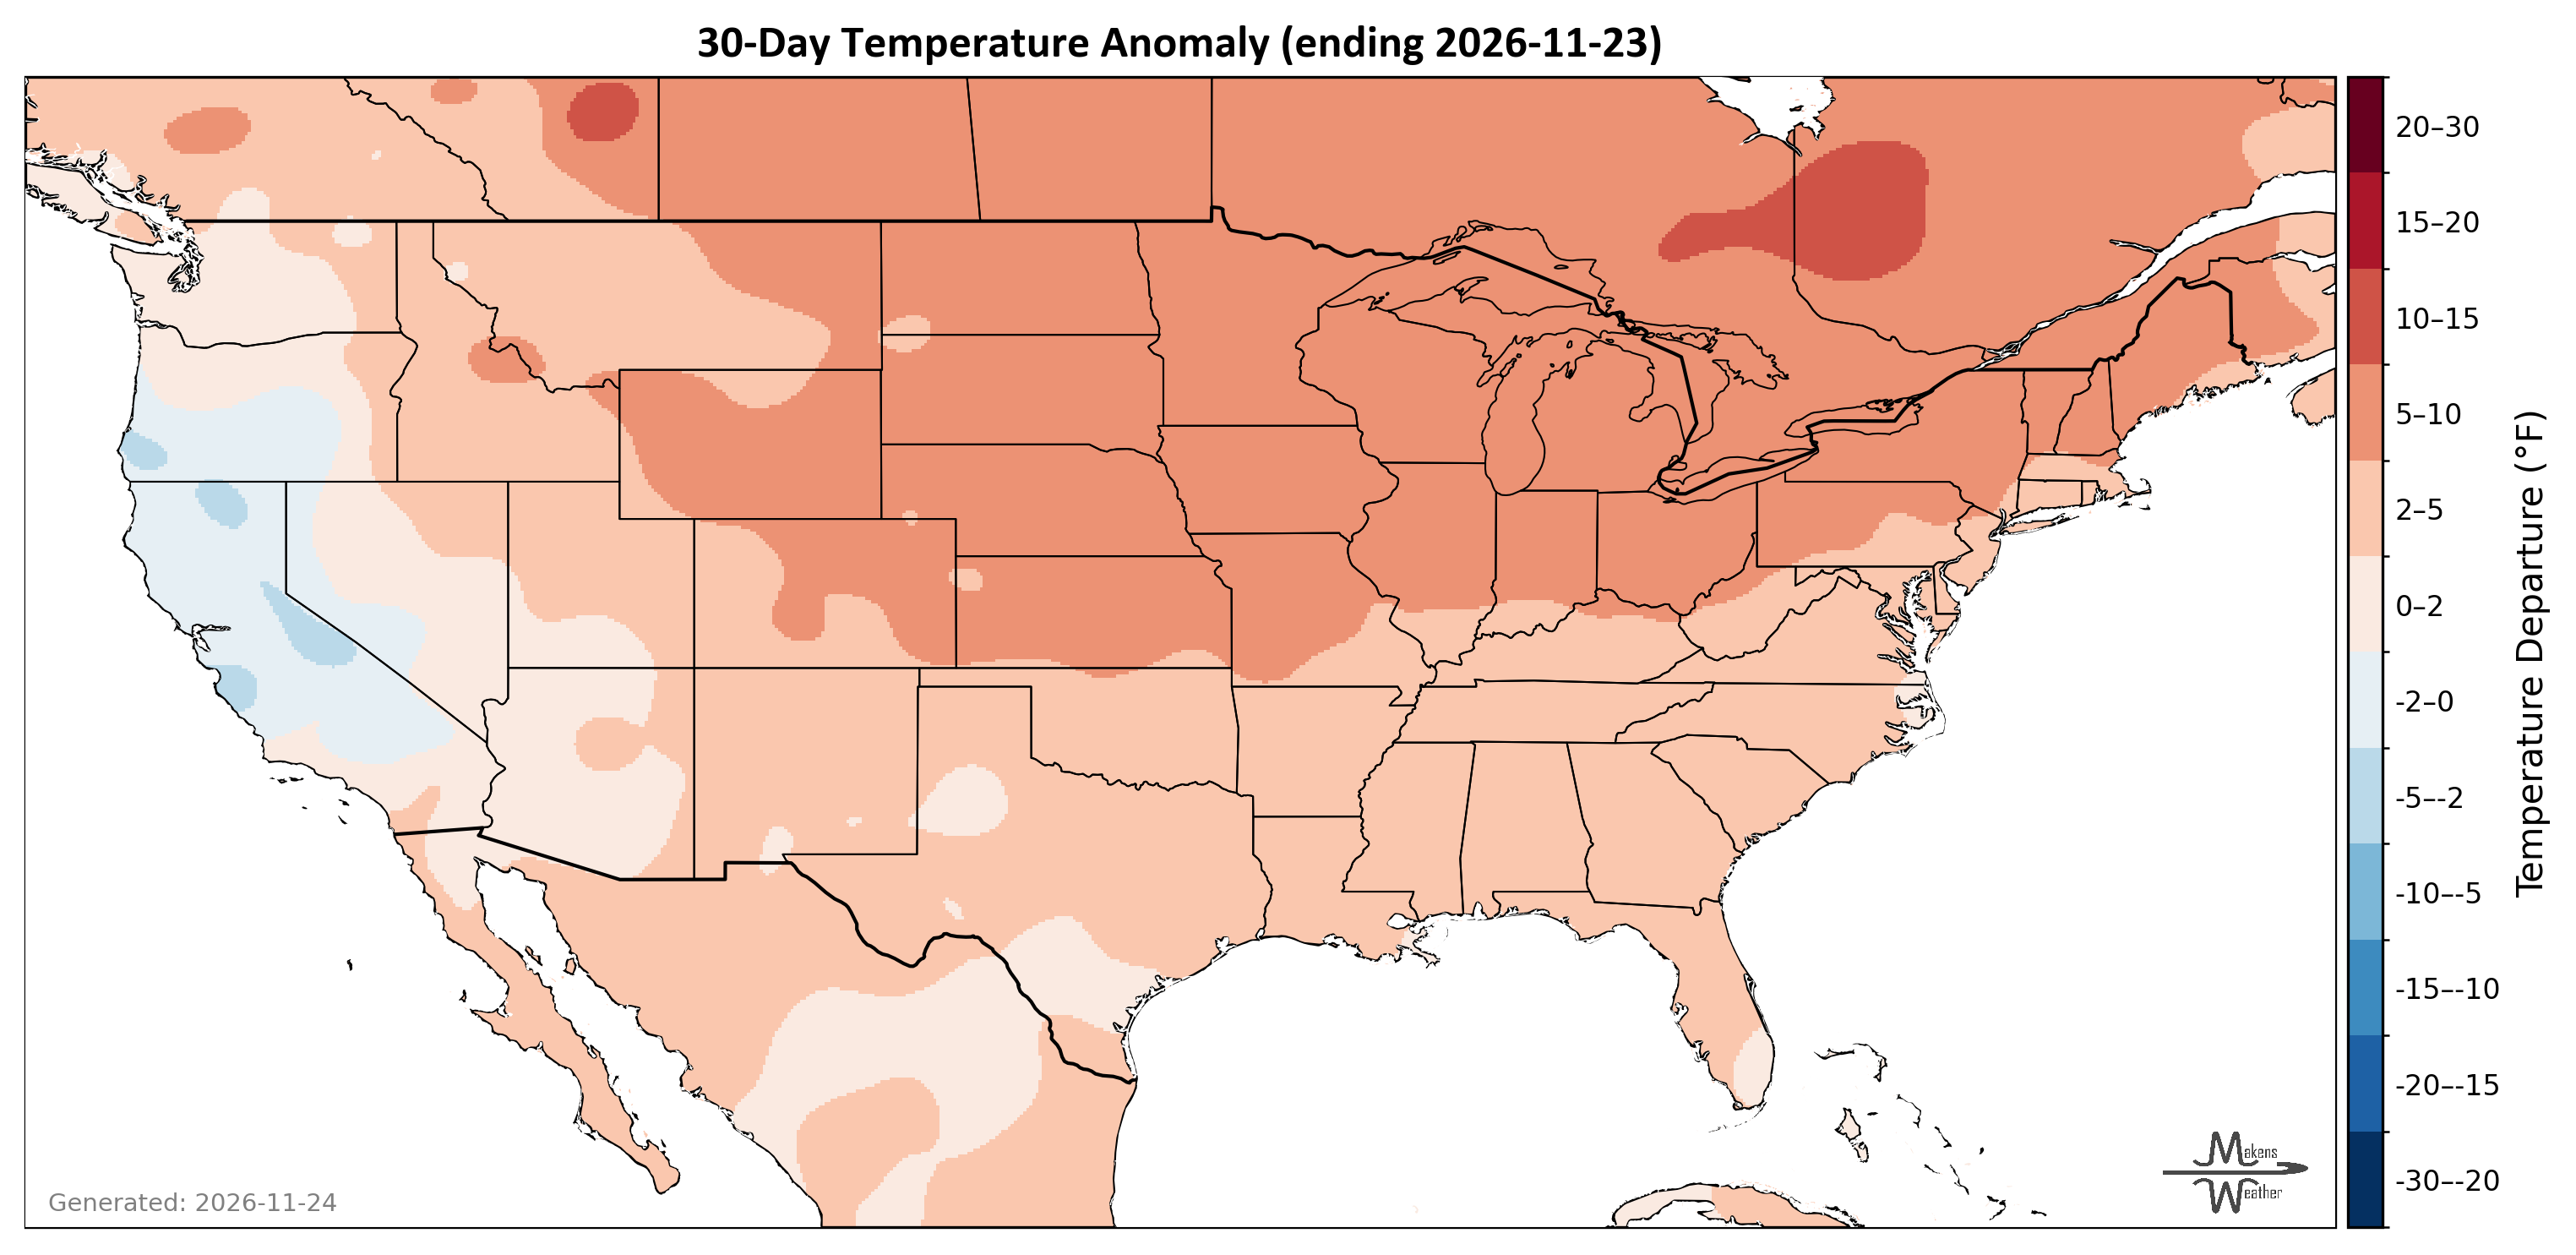 30-Day Temperature Anomaly (ending 2026-11-23)
20–30
15–20
10–15
5–10
2–5
0–2
-2–0
-5–-2
-10–-5
-15–-10
-20–-15
-30–-20
Temperature Departure (°F)
Generated: 2026-11-24
Makens
Weather